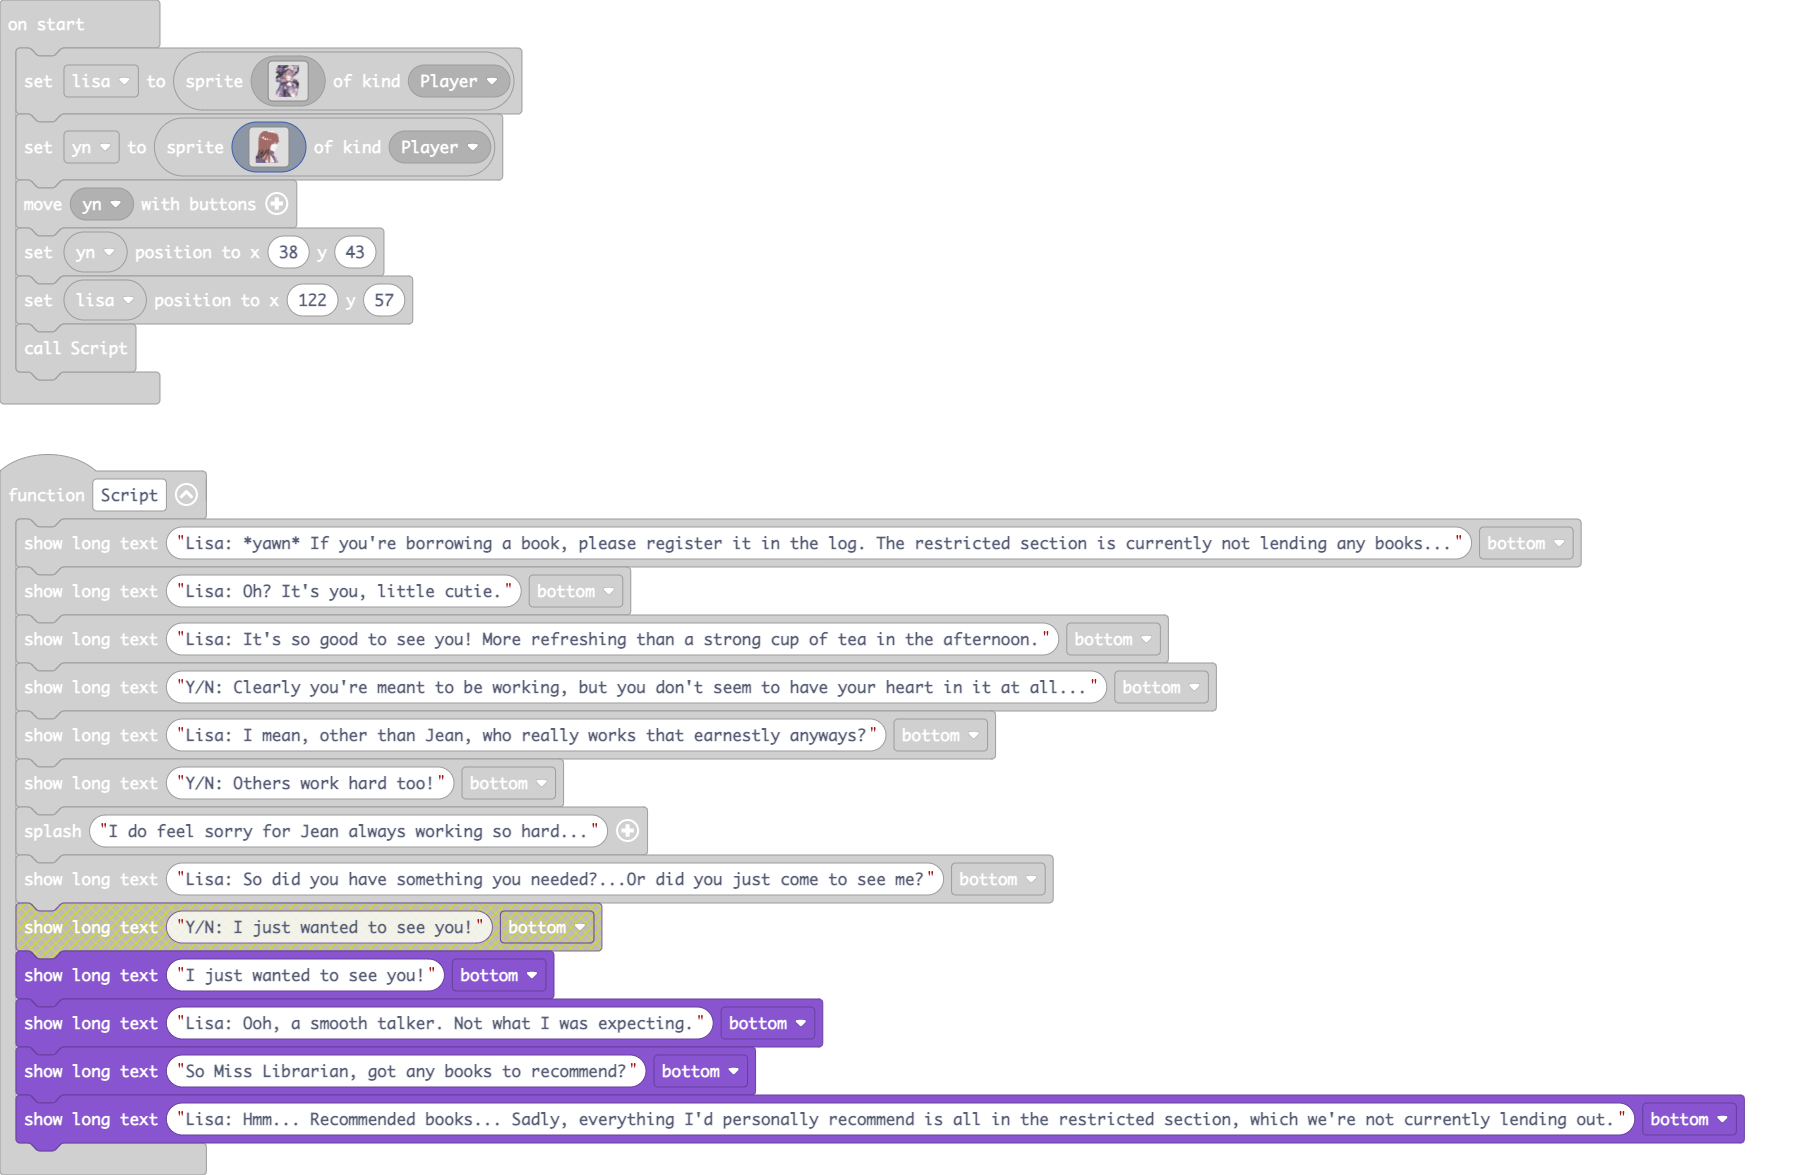 on start
set lisa to sprite of kind Player
set yn to sprite of kind Player
move yn with buttons
set yn position to x 38 y 43
set lisa position to x 122 y 57
call Script
function Script
show long text "Lisa: *yawn* If you're borrowing a book, please register it in the log. The restricted section is currently not lending any books..." bottom
show long text "Lisa: Oh? It's you, little cutie." bottom
show long text "Lisa: It's so good to see you! More refreshing than a strong cup of tea in the afternoon." bottom
show long text "Y/N: Clearly you're meant to be working, but you don't seem to have your heart in it at all..." bottom
show long text "Lisa: I mean, other than Jean, who really works that earnestly anyways?" bottom
show long text "Y/N: Others work hard too!" bottom
splash "I do feel sorry for Jean always working so hard..."
show long text "Lisa: So did you have something you needed?...Or did you just come to see me?" bottom
show long text "Y/N: I just wanted to see you!" bottom
show long text "I just wanted to see you!" bottom
show long text "Lisa: Ooh, a smooth talker. Not what I was expecting." bottom
show long text "So Miss Librarian, got any books to recommend?" bottom
show long text "Lisa: Hmm... Recommended books... Sadly, everything I'd personally recommend is all in the restricted section, which we're not currently lending out." bottom